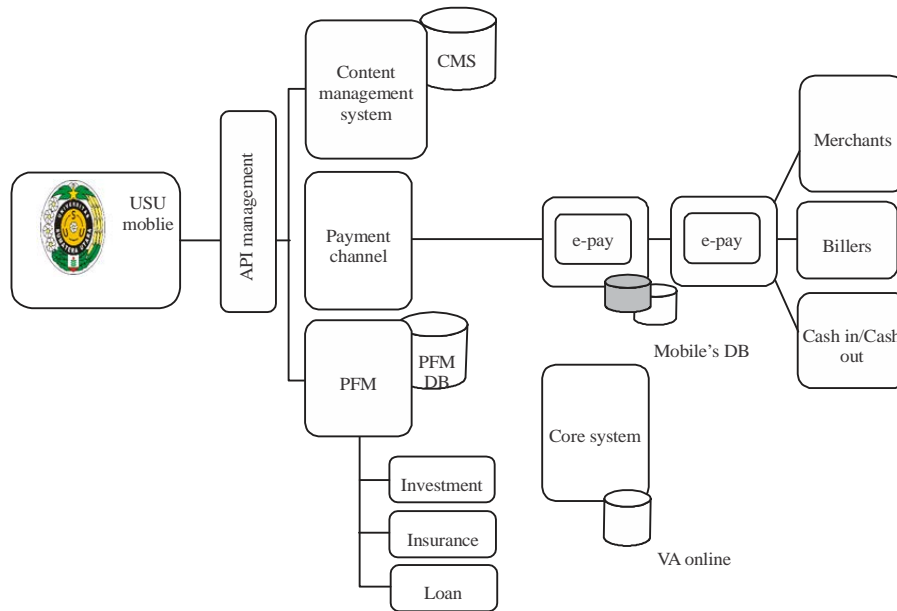 USU
moblie
API management
Content
management
system
CMS
Payment
channel
PFM
PFM
DB
Investment
Insurance
Loan
e-pay
e-pay
Mobile's DB
Core system
VA online
Merchants
Billers
Cash in/Cash
out